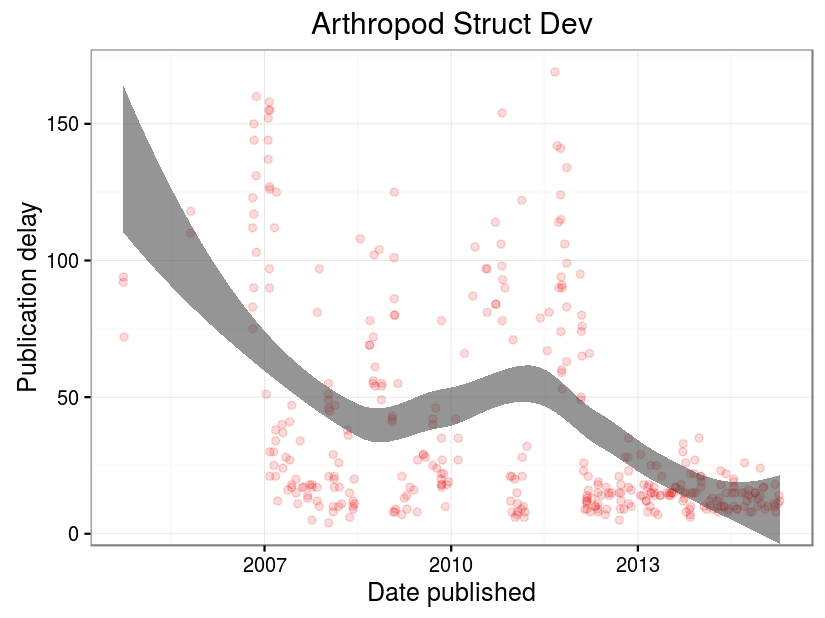 Arthropod Struct Dev
Publication delay
150
100
50
0
2007
2010
2013
Date published